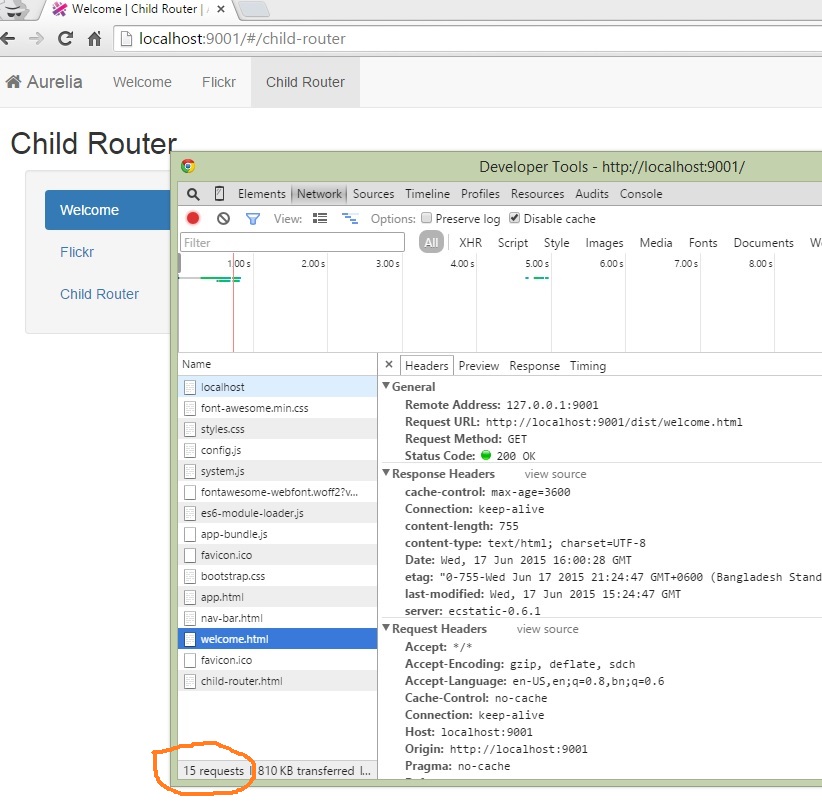 Welcome | Child Router |
localhost:9001/#/child-router
Aurelia Welcome Flickr Child Router
Child Router
Welcome
Flickr
Child Router
Developer Tools - http://localhost:9001/
Elements Network Sources Timeline Profiles Resources Audits Console
View: Options: Preserve log Disable cache
Filter All XHR Script Style Images Media Fonts Documents
1.00 s 2.00 s 3.00 s 4.00 s 5.00 s 6.00 s 7.00 s 8.00 s
Name
localhost
font-awesome.min.css
styles.css
config.js
system.js
fontawesome-webfont.woff2?v...
es6-module-loader.js
app-bundle.js
favicon.ico
bootstrap.css
app.html
nav-bar.html
welcome.html
favicon.ico
child-router.html
15 requests | 810 KB transferred I...
× Headers Preview Response Timing
General
Remote Address: 127.0.0.1:9001
Request URL: http://localhost:9001/dist/welcome.html
Request Method: GET
Status Code: 200 OK
Response Headers view source
cache-control: max-age=3600
Connection: keep-alive
content-length: 755
content-type: text/html; charset=UTF-8
Date: Wed, 17 Jun 2015 16:00:28 GMT
etag: "0-755-Wed Jun 17 2015 21:24:47 GMT+0600 (Bangladesh Stand
last-modified: Wed, 17 Jun 2015 15:24:47 GMT
server: ecstatic-0.6.1
Request Headers view source
Accept: */*
Accept-Encoding: gzip, deflate, sdch
Accept-Language: en-US,en;q=0.8,bn;q=0.6
Cache-Control: no-cache
Connection: keep-alive
Host: localhost:9001
Origin: http://localhost:9001
Pragma: no-cache